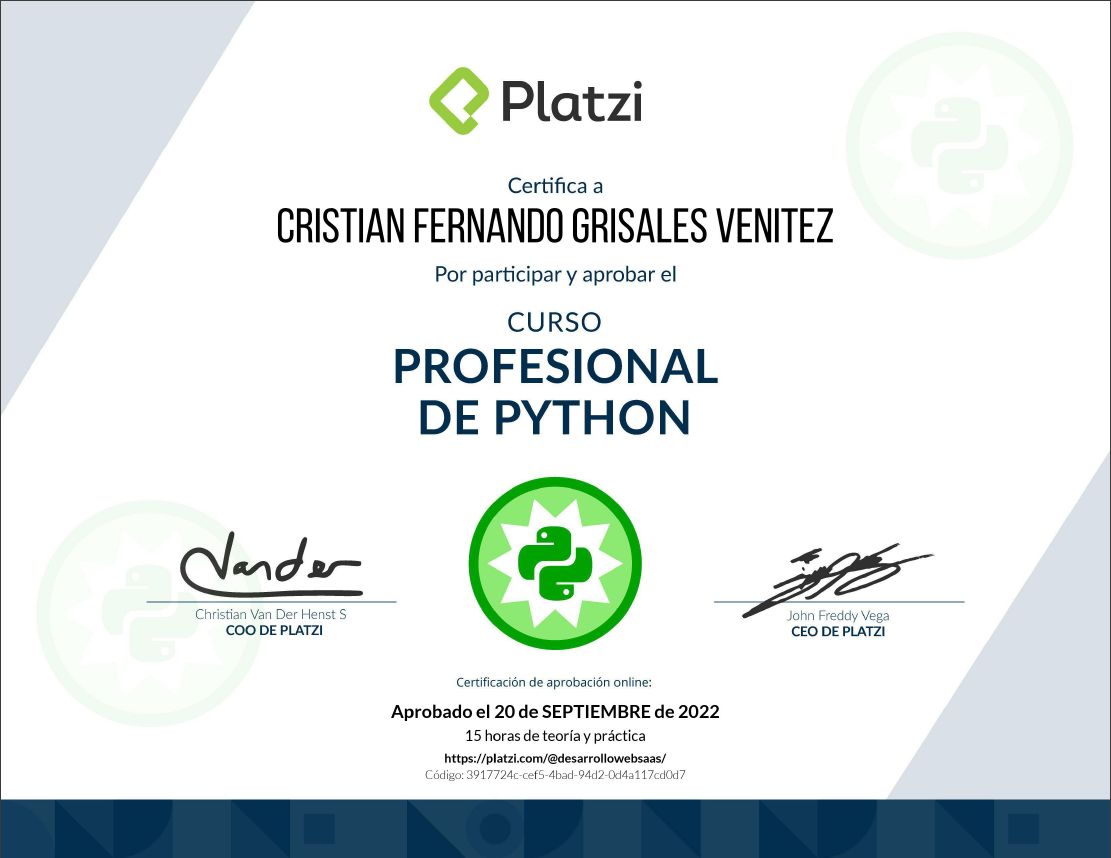 Platzi
Certifica a
CRISTIAN FERNANDO GRISALES VENITEZ
Por participar y aprobar el
CURSO
PROFESIONAL
DE PYTHON
Vander
Christian Van Der Henst S
COO DE PLATZI
John Freddy Vega
CEO DE PLATZI
Certificación de aprobación online:
Aprobado el 20 de SEPTIEMBRE de 2022
15 horas de teoría y práctica
https://platzi.com/@desarrollowebsaas/
Código: 3917724c-cef5-4bad-94d2-0d4a117cd0d7